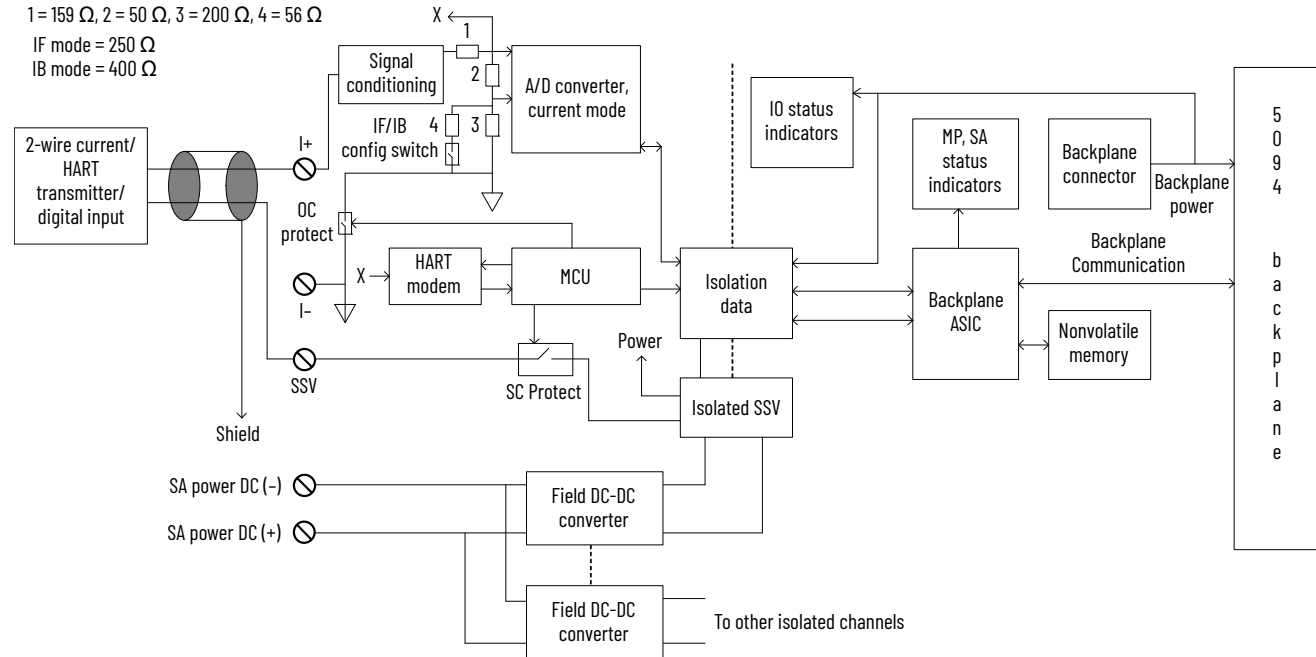 1 = 159 Ω, 2 = 50 Ω, 3 = 200 Ω, 4 = 56 Ω
IF mode = 250 Ω
IB mode = 400 Ω
X
1
Signal
conditioning
2
A/D converter,
current mode
4
3
IF/IB
config switch
2-wire current/
HART
transmitter/
digital input
I+
OC
protect
X
HART
modem
MCU
I–
SSV
SC Protect
Shield
Power
Isolation
data
Isolated SSV
IO status
indicators
MP, SA
status
indicators
Backplane
connector
Backplane
power
Backplane
Communication
Backplane
ASIC
Nonvolatile
memory
5094 backplane
SA power DC (–)
SA power DC (+)
Field DC-DC
converter
Field DC-DC
converter
To other isolated channels